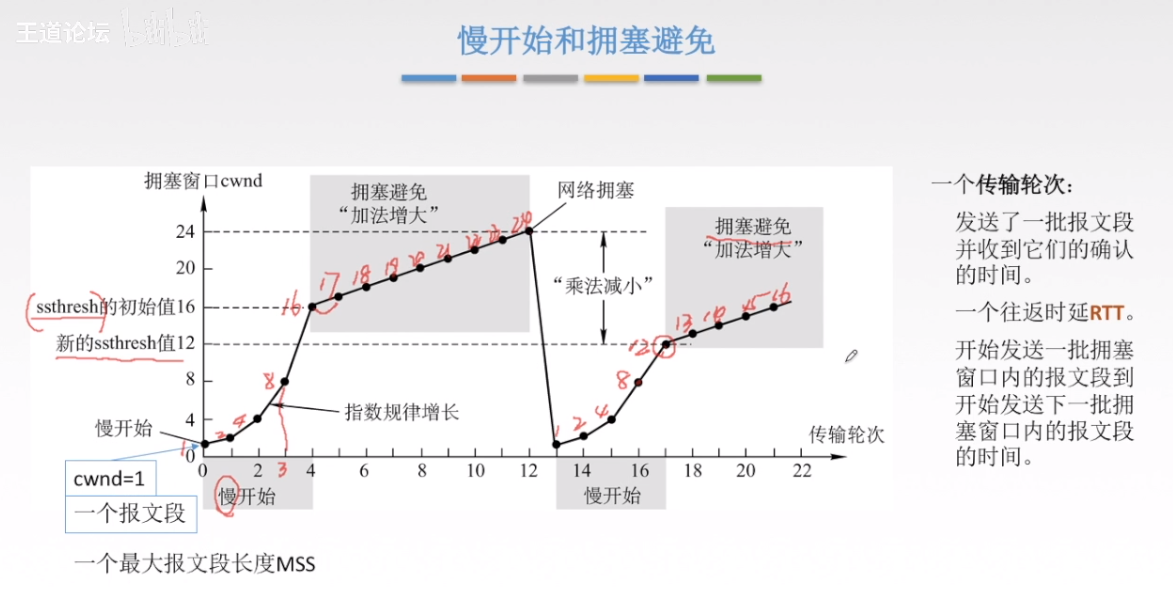 王道论坛
慢开始和拥塞避免
拥塞窗口cwnd
拥塞避免
“加法增大”
网络拥塞
拥塞避免
“加法增大”
“乘法减小”
24
20
ssthresh的初始值16
新的ssthresh值12
8
4
0
慢开始
指数规律增长
传输轮次
0 2 4 6 8 10 12 14 16 18 20 22
慢开始
慢开始
1 2 4 8 16 17 18 19 20 21 22 23 24
3
1 2 4 8 12 13 14 15 16
cwnd=1
一个报文段
一个最大报文段长度MSS
一个传输轮次：
发送了一批报文段
并收到它们的确认
的时间。
一个往返时延RTT。
开始发送一批拥塞
窗口内的报文段到
开始发送下一批拥
塞窗口内的报文段
的时间。